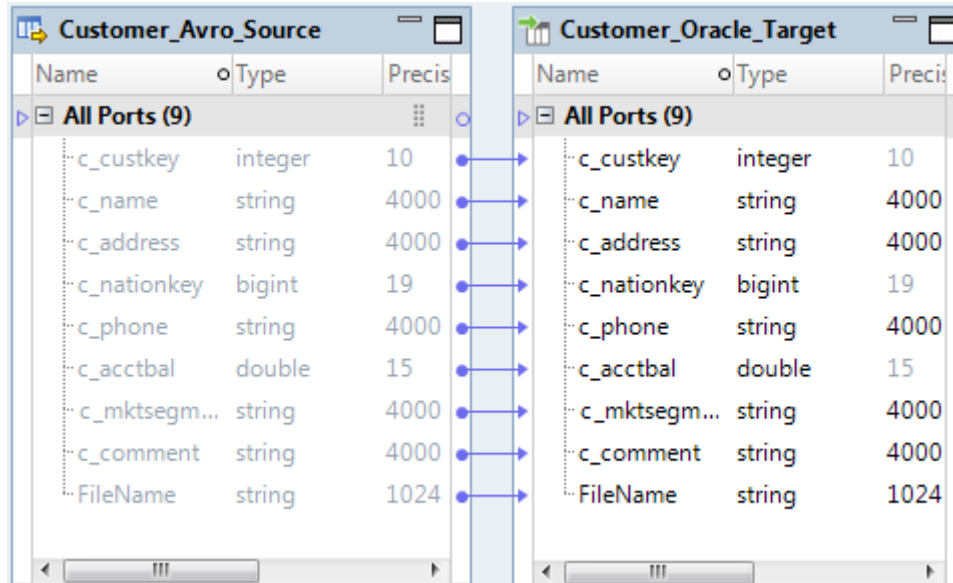 Customer_Avro_Source
Name Type Precis
All Ports (9)
c_custkey integer 10
c_name string 4000
c_address string 4000
c_nationkey bigint 19
c_phone string 4000
c_acctbal double 15
c_mktsegm... string 4000
c_comment string 4000
FileName string 1024
Customer_Oracle_Target
Name Type Precis
All Ports (9)
c_custkey integer 10
c_name string 4000
c_address string 4000
c_nationkey bigint 19
c_phone string 4000
c_acctbal double 15
c_mktsegm... string 4000
c_comment string 4000
FileName string 1024